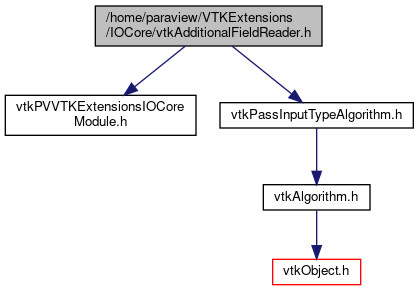 /home/paraview/VTKExtensions
/IOCore/vtkAdditionalFieldReader.h
vtkPVVTKExtensionsIOCore
Module.h
vtkPassInputTypeAlgorithm.h
vtkAlgorithm.h
vtkObject.h